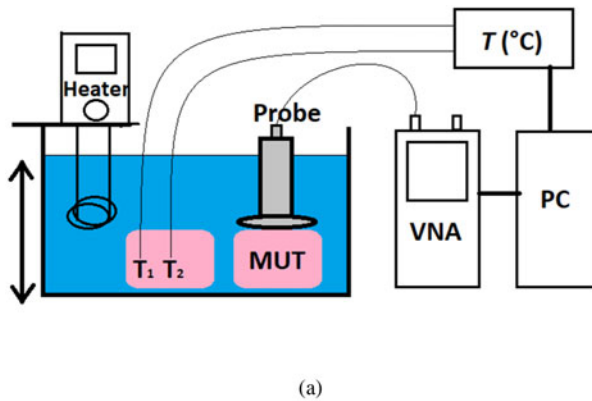 T (°C)
Heater
Probe
VNA
PC
T1 T2
MUT
(a)